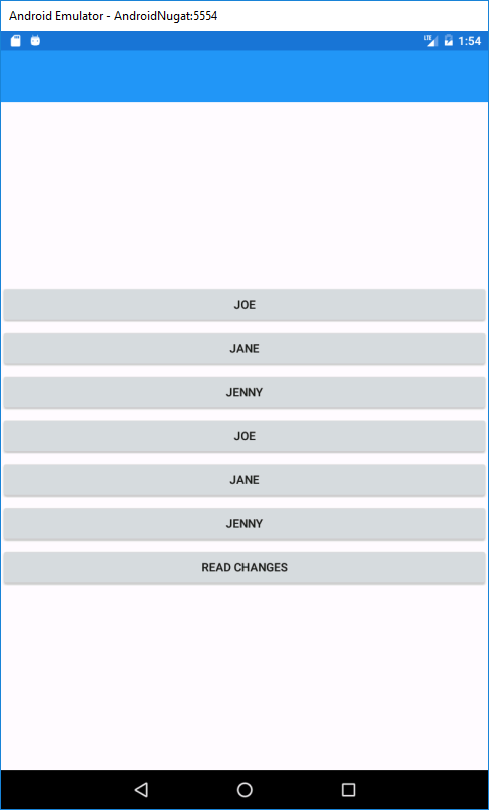 Android Emulator - AndroidNugat:5554
LTE 1:54
JOE
JANE
JENNY
JOE
JANE
JENNY
READ CHANGES